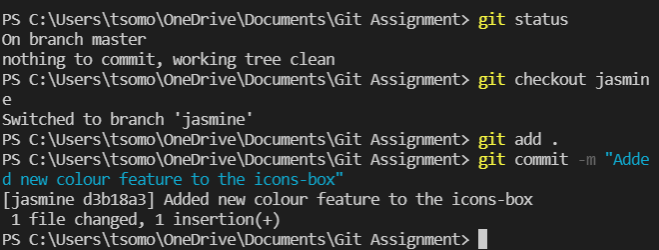 PS C:\Users\tsomo\OneDrive\Documents\Git Assignment> git status
On branch master
nothing to commit, working tree clean
PS C:\Users\tsomo\OneDrive\Documents\Git Assignment> git checkout jasmin
e
Switched to branch 'jasmine'
PS C:\Users\tsomo\OneDrive\Documents\Git Assignment> git add .
PS C:\Users\tsomo\OneDrive\Documents\Git Assignment> git commit -m "Adde
d new colour feature to the icons-box"
[jasmine d3b18a3] Added new colour feature to the icons-box
 1 file changed, 1 insertion(+)
PS C:\Users\tsomo\OneDrive\Documents\Git Assignment>